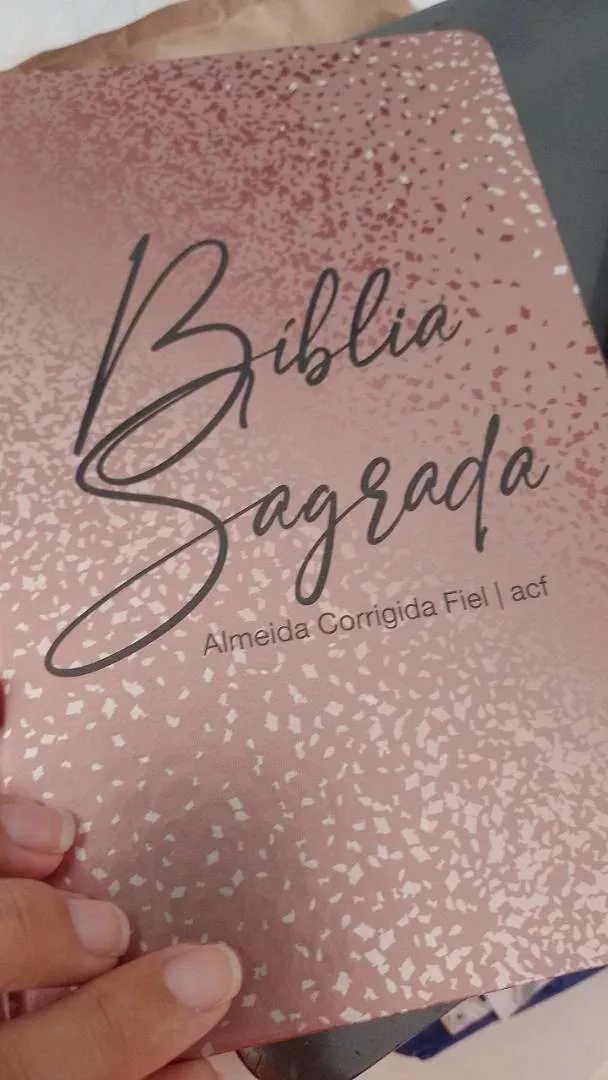 Bíblia
Sagrada
Almeida Corrigida Fiel | acf